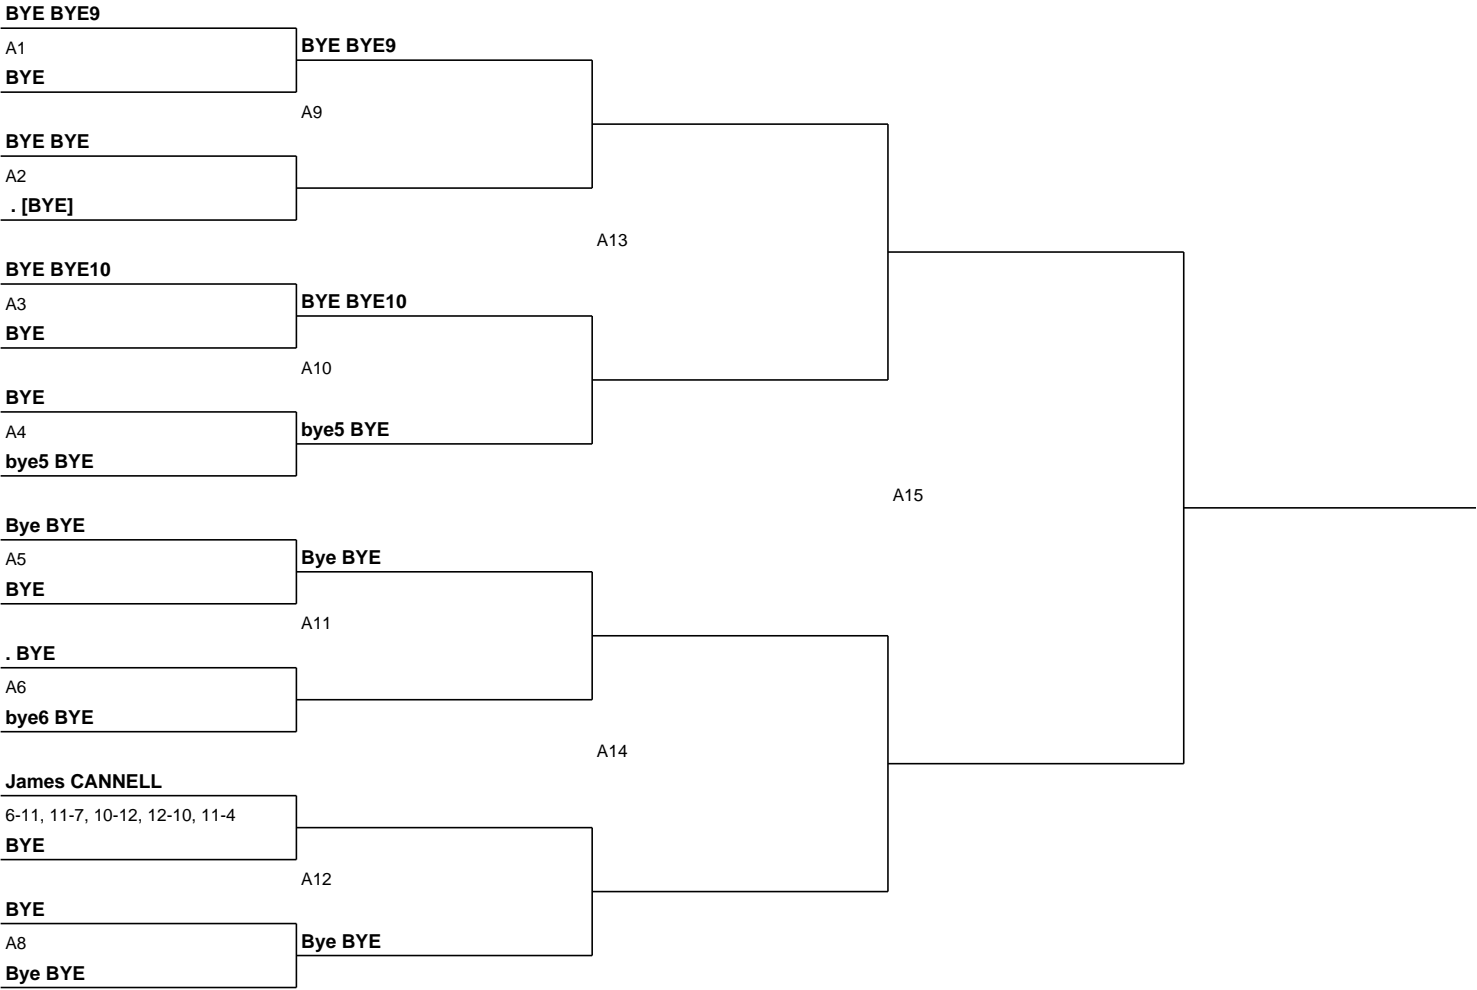 BYE BYE9
A1
BYE
BYE BYE9
A9
BYE BYE
A2
. [BYE]
A13
BYE BYE10
A3
BYE
BYE BYE10
A10
BYE
A4
bye5 BYE
bye5 BYE
A15
Bye BYE
A5
BYE
Bye BYE
A11
. BYE
A6
bye6 BYE
A14
James CANNELL
6-11, 11-7, 10-12, 12-10, 11-4
BYE
A12
BYE
A8
Bye BYE
Bye BYE